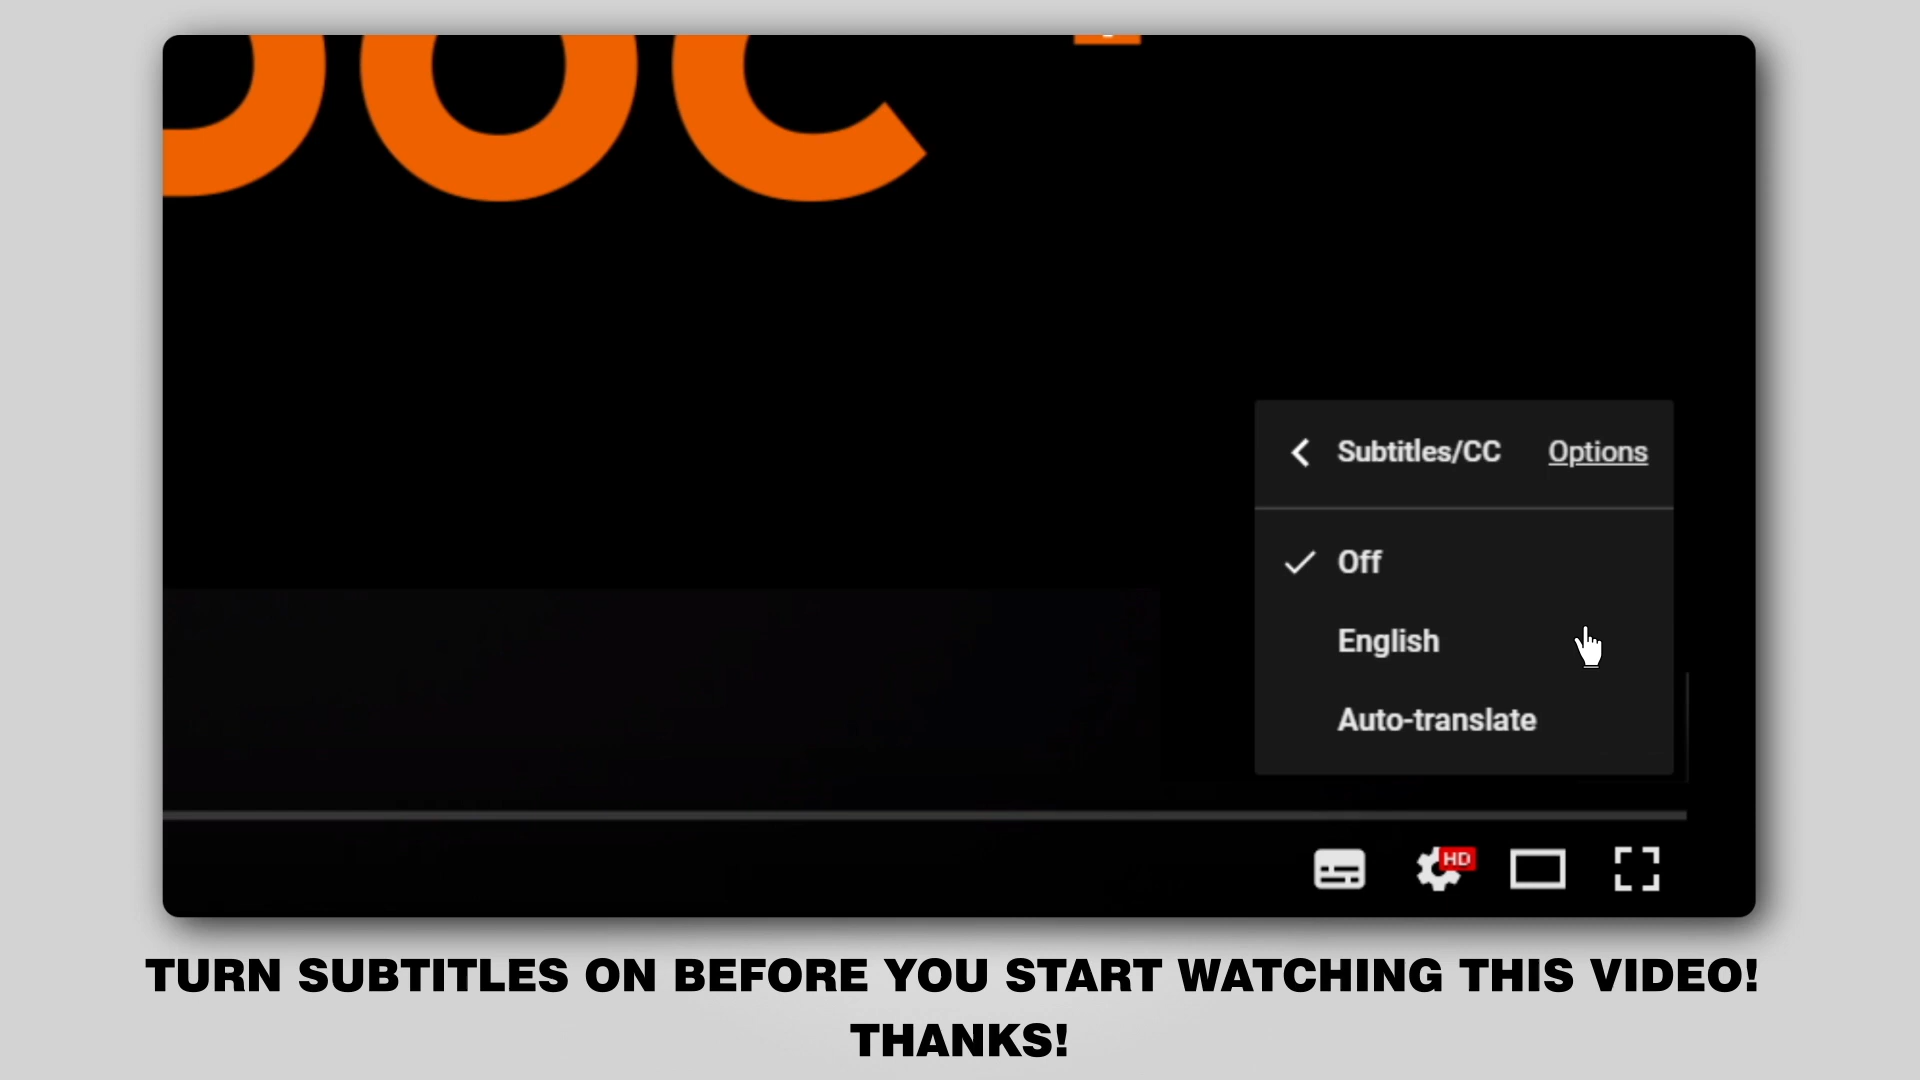 Subtitles/CC Options
Off
English
Auto-translate
HD
TURN SUBTITLES ON BEFORE YOU START WATCHING THIS VIDEO!
THANKS!